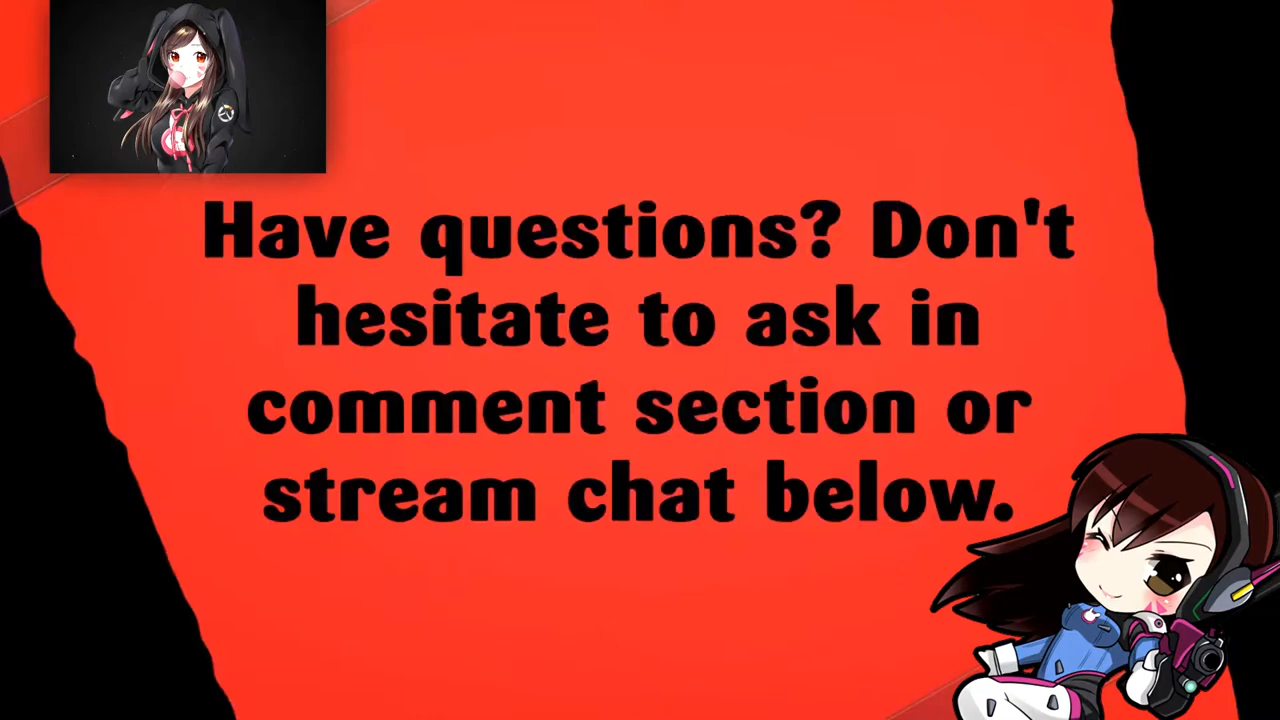 Have questions? Don't
hesitate to ask in
comment section or
stream chat below.